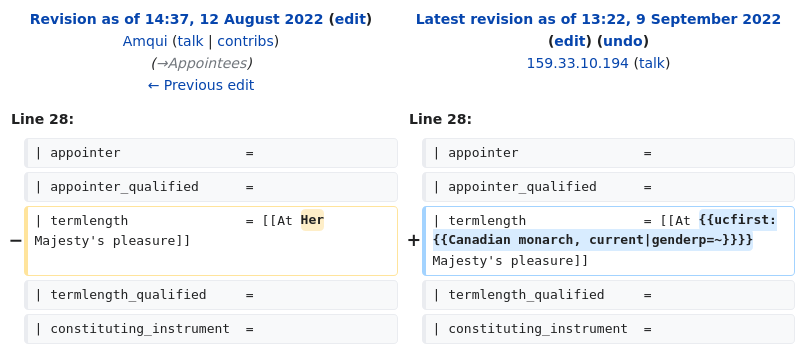 Revision as of 14:37, 12 August 2022 (edit)
Amqui (talk | contribs)
(→Appointees)
← Previous edit
Latest revision as of 13:22, 9 September 2022
(edit) (undo)
159.33.10.194 (talk)
Line 28:
Line 28:
| appointer =
| appointer =
| appointer_qualified =
| appointer_qualified =
− | termlength = [[At Her
Majesty's pleasure]]
+ | termlength = [[At {{ucfirst:
{{Canadian monarch, current|genderp=~}}}}
Majesty's pleasure]]
| termlength_qualified =
| termlength_qualified =
| constituting_instrument =
| constituting_instrument =